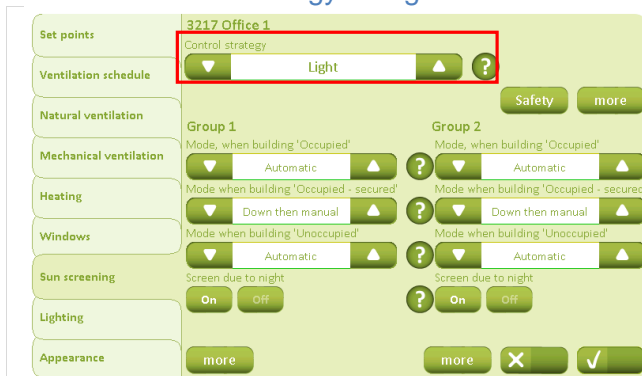 Set points
Ventilation schedule
Natural ventilation
Mechanical ventilation
Heating
Windows
Sun screening
Lighting
Appearance
3217 Office 1
Control strategy
Light
?
Safety more
Group 1
Mode, when building 'Occupied'
Automatic
?
Mode when building 'Occupied - secured'
Down then manual
?
Mode when building 'Unoccupied'
Automatic
?
Screen due to night
On Off
?
more
Group 2
Mode, when building 'Occupied'
Automatic
Mode when building 'Occupied - secured
Down then manual
Mode when building 'Unoccupied'
Automatic
Screen due to night
On Off
more